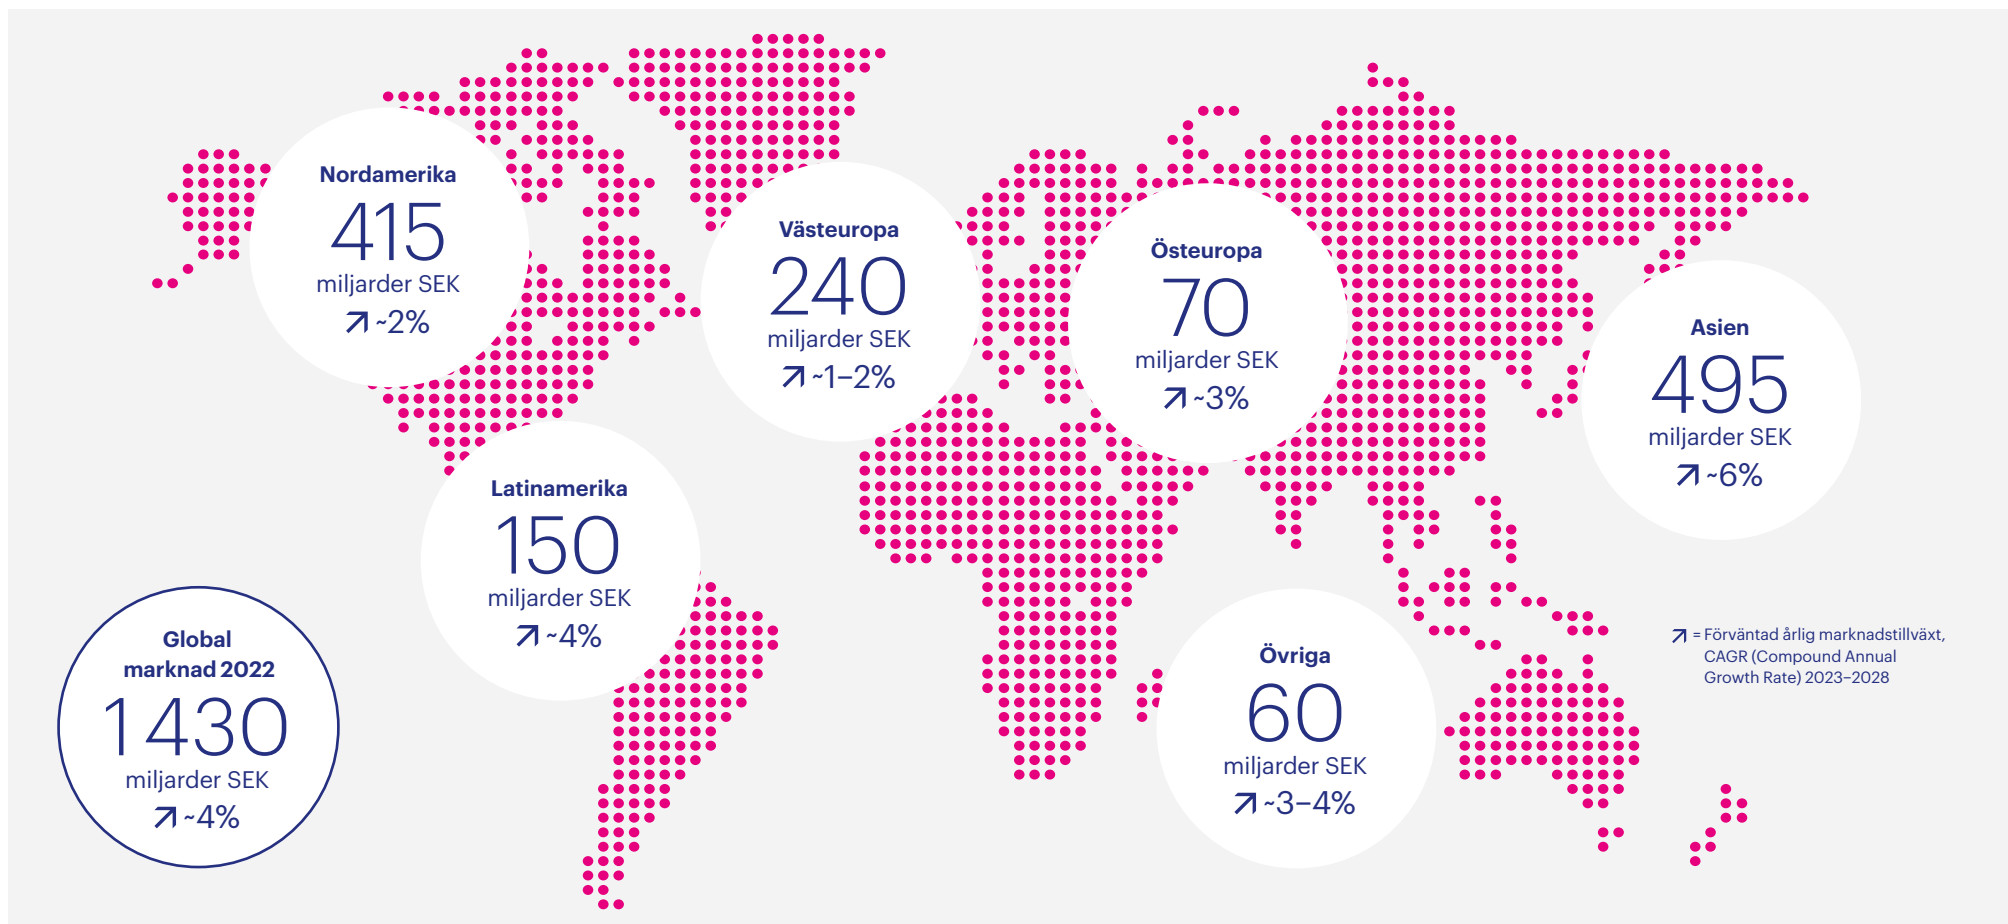 Nordamerika
415
miljarder SEK
~2%
Västeuropa
240
miljarder SEK
~1–2%
Östeuropa
70
miljarder SEK
~3%
Asien
495
miljarder SEK
~6%
Latinamerika
150
miljarder SEK
~4%
Global
marknad 2022
1 430
miljarder SEK
~4%
Övriga
60
miljarder SEK
~3–4%
= Förväntad årlig marknadstillväxt,
CAGR (Compound Annual
Growth Rate) 2023–2028